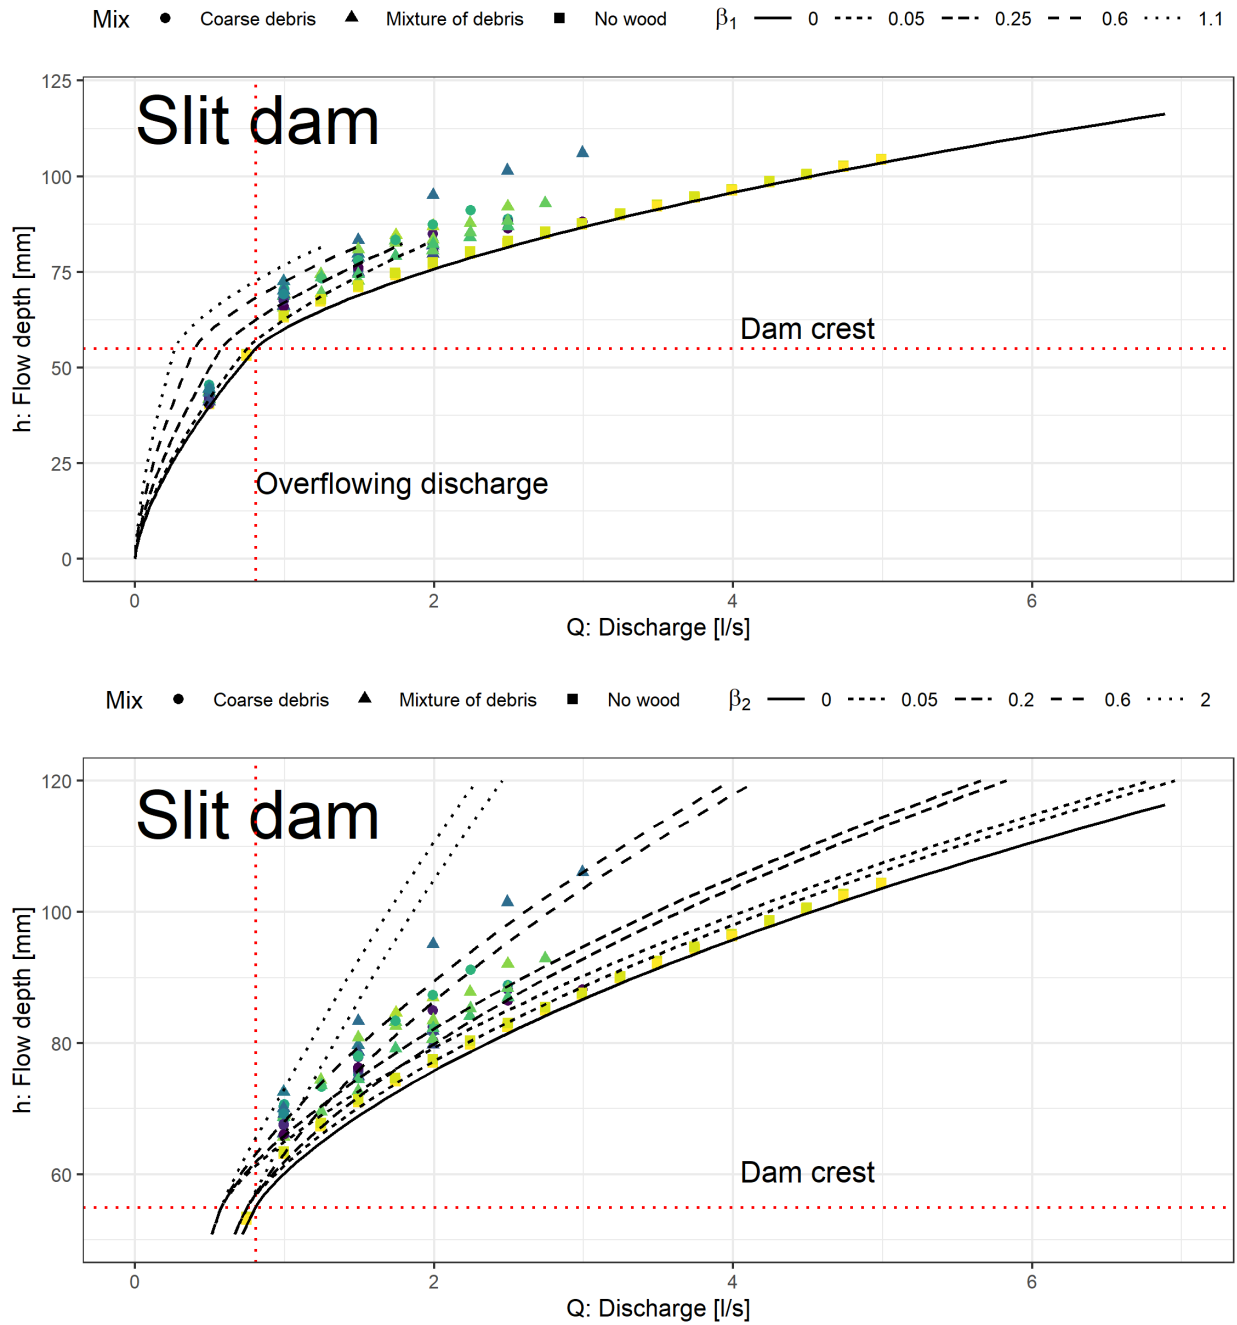 Mix Coarse debris Mixture of debris No wood β1 0 0.05 0.25 0.6 1.1
125
Slit dam
100
75
Dam crest
50
25
Overflowing discharge
0
h: Flow depth [mm]
0 2 4 6
Q: Discharge [l/s]
Mix Coarse debris Mixture of debris No wood β2 0 0.05 0.2 0.6 2
120
Slit dam
100
80
60
Dam crest
h: Flow depth [mm]
0 2 4 6
Q: Discharge [l/s]